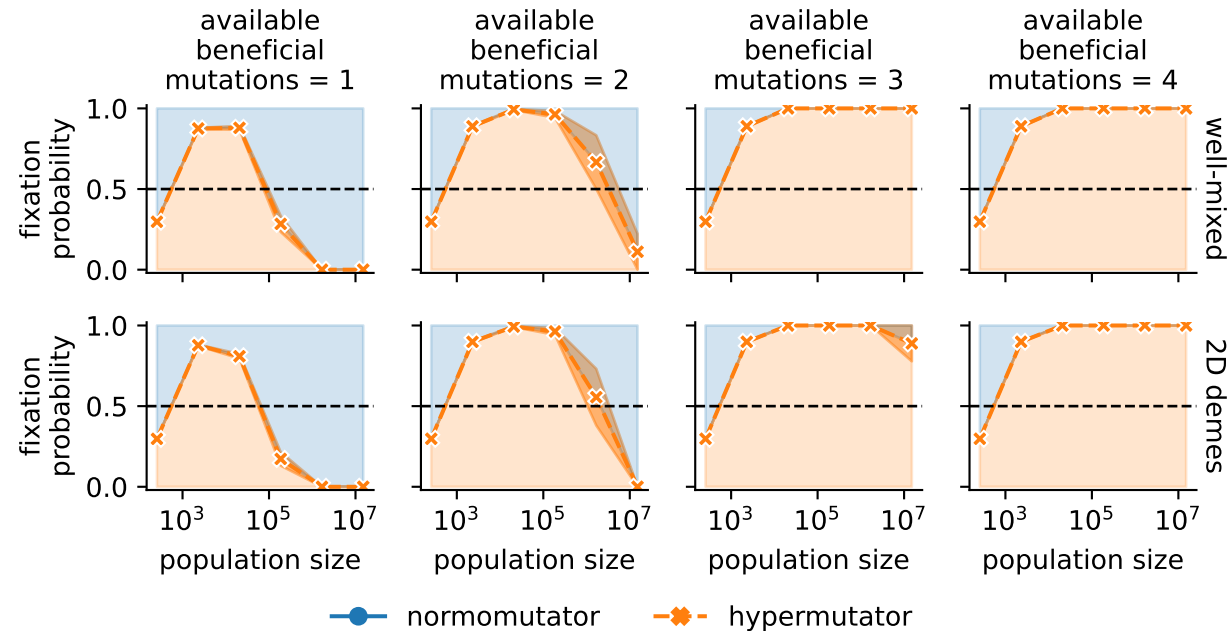 available
beneficial
mutations = 1
available
beneficial
mutations = 2
available
beneficial
mutations = 3
available
beneficial
mutations = 4
fixation
probability
1.0
0.5
0.0
well-mixed
fixation
probability
1.0
0.5
0.0
2D demes
10³ 10⁵ 10⁷
10³ 10⁵ 10⁷
10³ 10⁵ 10⁷
10³ 10⁵ 10⁷
population size
population size
population size
population size
normomutator
hypermutator